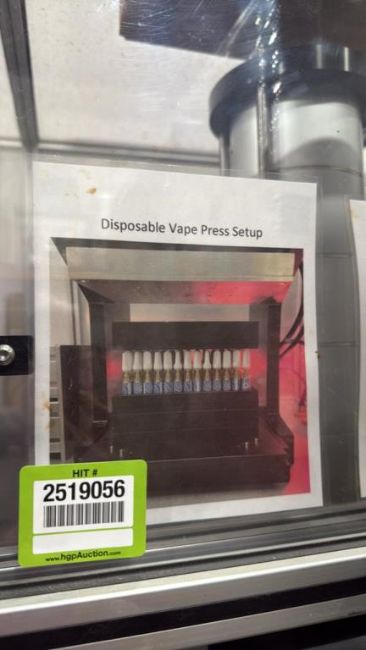 Disposable Vape Press Setup
HIT #
2519056
www.hgpAuction.com